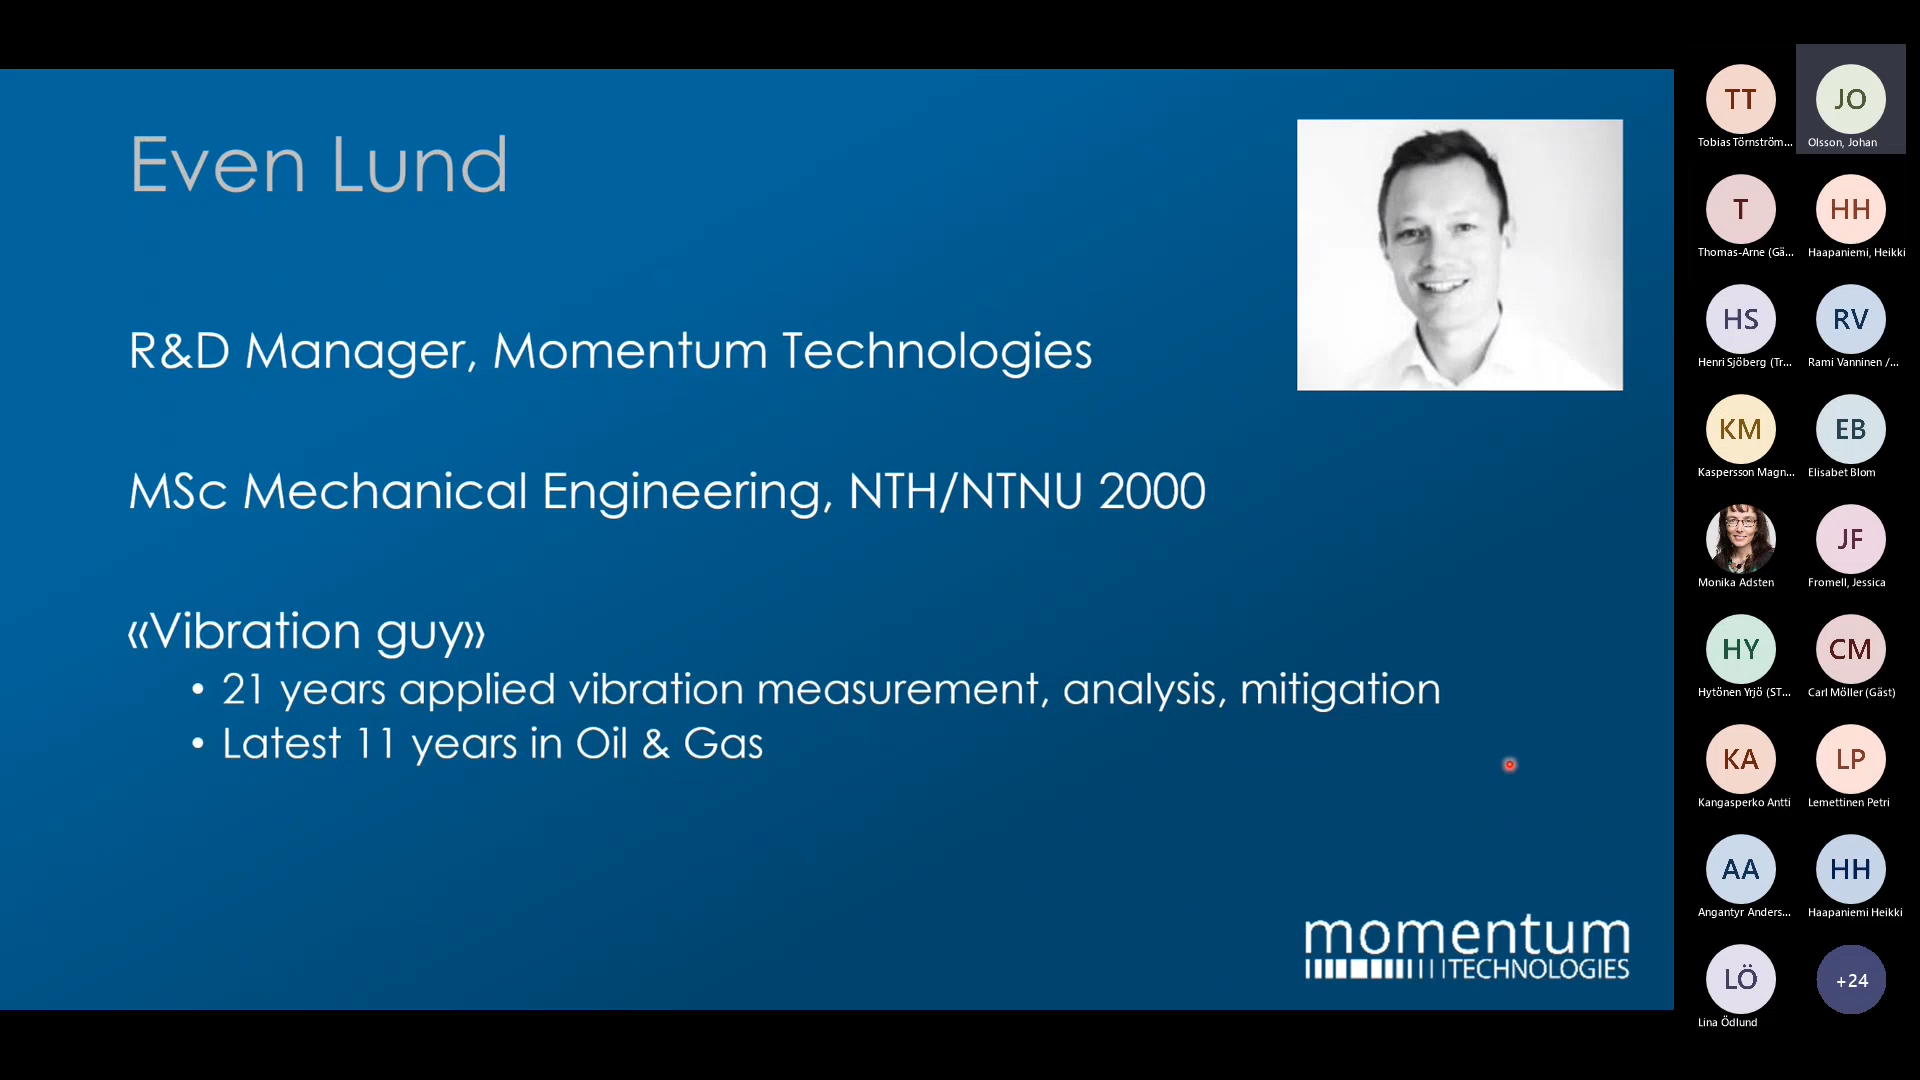 Even Lund
R&D Manager, Momentum Technologies
MSc Mechanical Engineering, NTH/NTNU 2000
«Vibration guy»
• 21 years applied vibration measurement, analysis, mitigation
• Latest 11 years in Oil & Gas
momentum
TECHNOLOGIES
TT
Tobias Törnström...
JO
Olsson, Johan
T
Thomas-Arne (Gä...
HH
Haapaniemi, Heikki
HS
Henri Sjöberg (Tr...
RV
Rami Vanninen /...
KM
Kaspersson Magn...
EB
Elisabet Blom
Monika Adsten
JF
Fromell, Jessica
HY
Hytönen Yrjö (ST...
CM
Carl Möller (Gäst)
KA
Kangasperko Antti
LP
Lemettinen Petri
AA
Angantyr Anders...
HH
Haapaniemi Heikki
LÖ
Lina Ödlund
+24